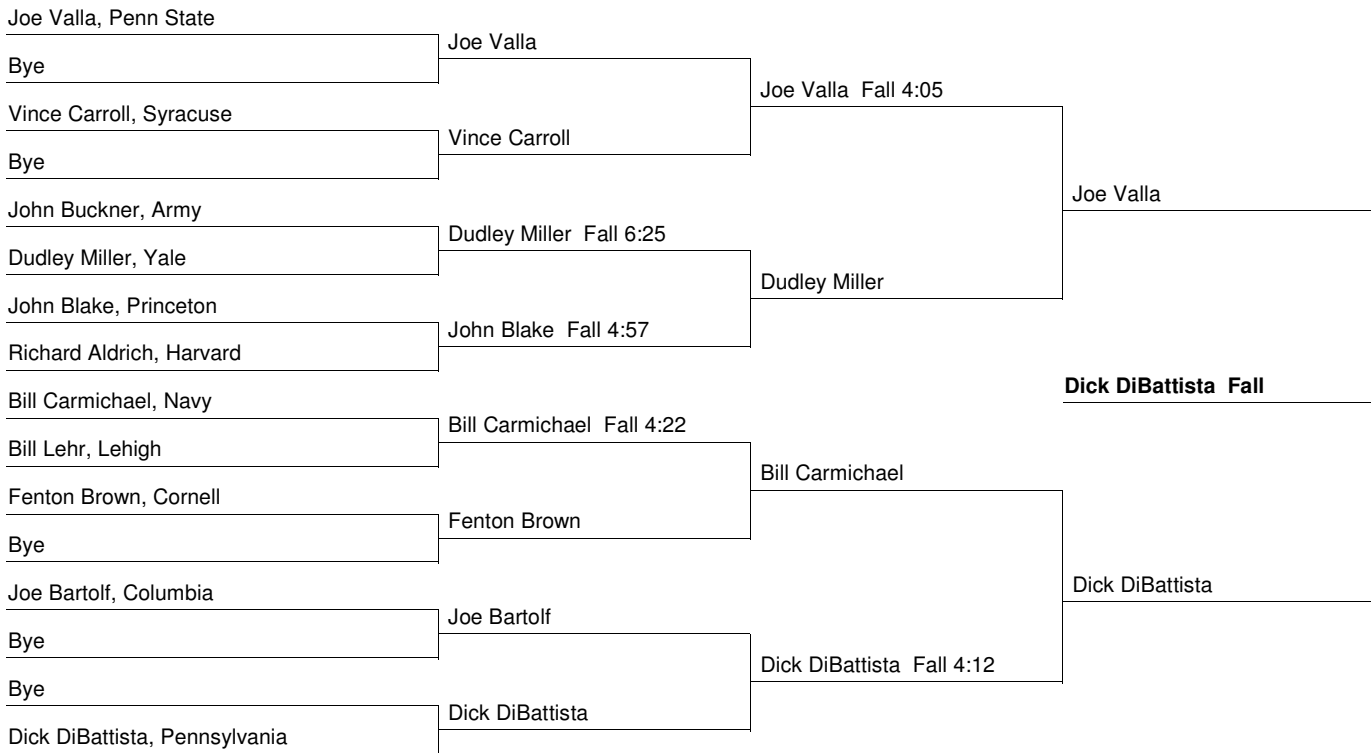 Joe Valla, Penn State
Bye
Vince Carroll, Syracuse
Bye
John Buckner, Army
Dudley Miller, Yale
John Blake, Princeton
Richard Aldrich, Harvard
Bill Carmichael, Navy
Bill Lehr, Lehigh
Fenton Brown, Cornell
Bye
Joe Bartolf, Columbia
Bye
Bye
Dick DiBattista, Pennsylvania
Joe Valla
Vince Carroll
Dudley Miller  Fall 6:25
John Blake  Fall 4:57
Bill Carmichael  Fall 4:22
Fenton Brown
Joe Bartolf
Dick DiBattista
Joe Valla  Fall 4:05
Dudley Miller
Bill Carmichael
Dick DiBattista  Fall 4:12
Joe Valla
Dick DiBattista
Dick DiBattista  Fall